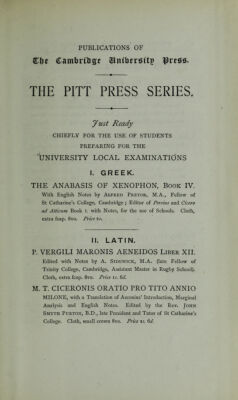 PUBLICATIONS OF
The Cambridge University Press.
THE PITT PRESS SERIES.
Just Ready
CHIEFLY FOR THE USE OF STUDENTS
PREPARING FOR THE
UNIVERSITY LOCAL EXAMINATIONS
I. GREEK.
THE ANABASIS OF XENOPHON, BOOK IV.
With English Notes by ALFRED PRETOR, M.A., Fellow of
St Catharine's College, Cambridge; Editor of Persius and Cicero
ad Atticum Book I. with Notes, for the use of Schools. Cloth,
extra fcap. 8vo. Price 2s.
II. LATIN.
P. VERGILI MARONIS AENEIDOS LIBER XII.
Edited with Notes by A. SIDGWICK, M.A. (late Fellow of
Trinity College, Cambridge, Assistant Master in Rugby School).
Cloth, extra fcap. 8vo. Price 1s. 6d.
M. T. CICERONIS ORATIO PRO TITO ANNIO
MILONE, with a Translation of Asconius' Introduction, Marginal
Analysis and English Notes. Edited by the Rev. JOHN
SMYTH PURTON, B.D., late President and Tutor of St Catharine's
College. Cloth, small crown 8vo. Price 2s. 6d.